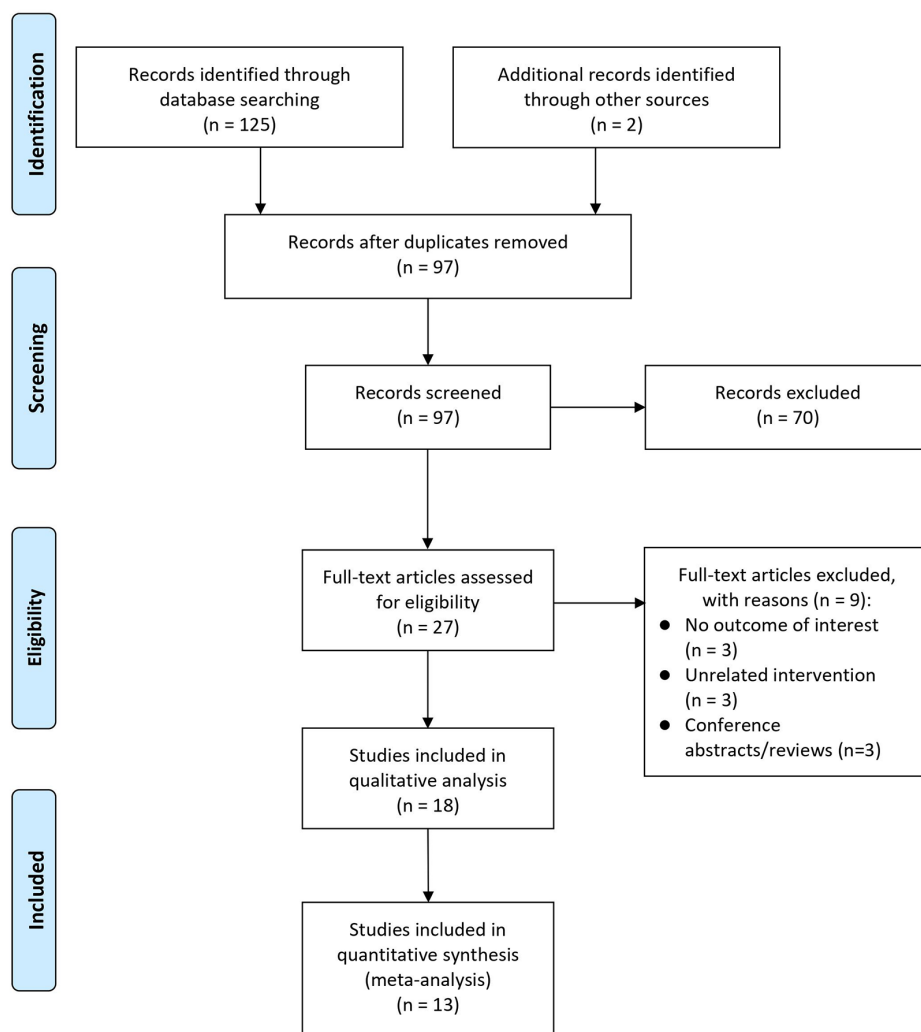 Identification
Records identified through
database searching
(n = 125)
Additional records identified
through other sources
(n = 2)
Records after duplicates removed
(n = 97)
Screening
Records screened
(n = 97)
Records excluded
(n = 70)
Eligibility
Full-text articles assessed
for eligibility
(n = 27)
Full-text articles excluded,
with reasons (n = 9):
● No outcome of interest
(n = 3)
● Unrelated intervention
(n = 3)
● Conference
abstracts/reviews (n=3)
Studies included in
qualitative analysis
(n = 18)
Included
Studies included in
quantitative synthesis
(meta-analysis)
(n = 13)